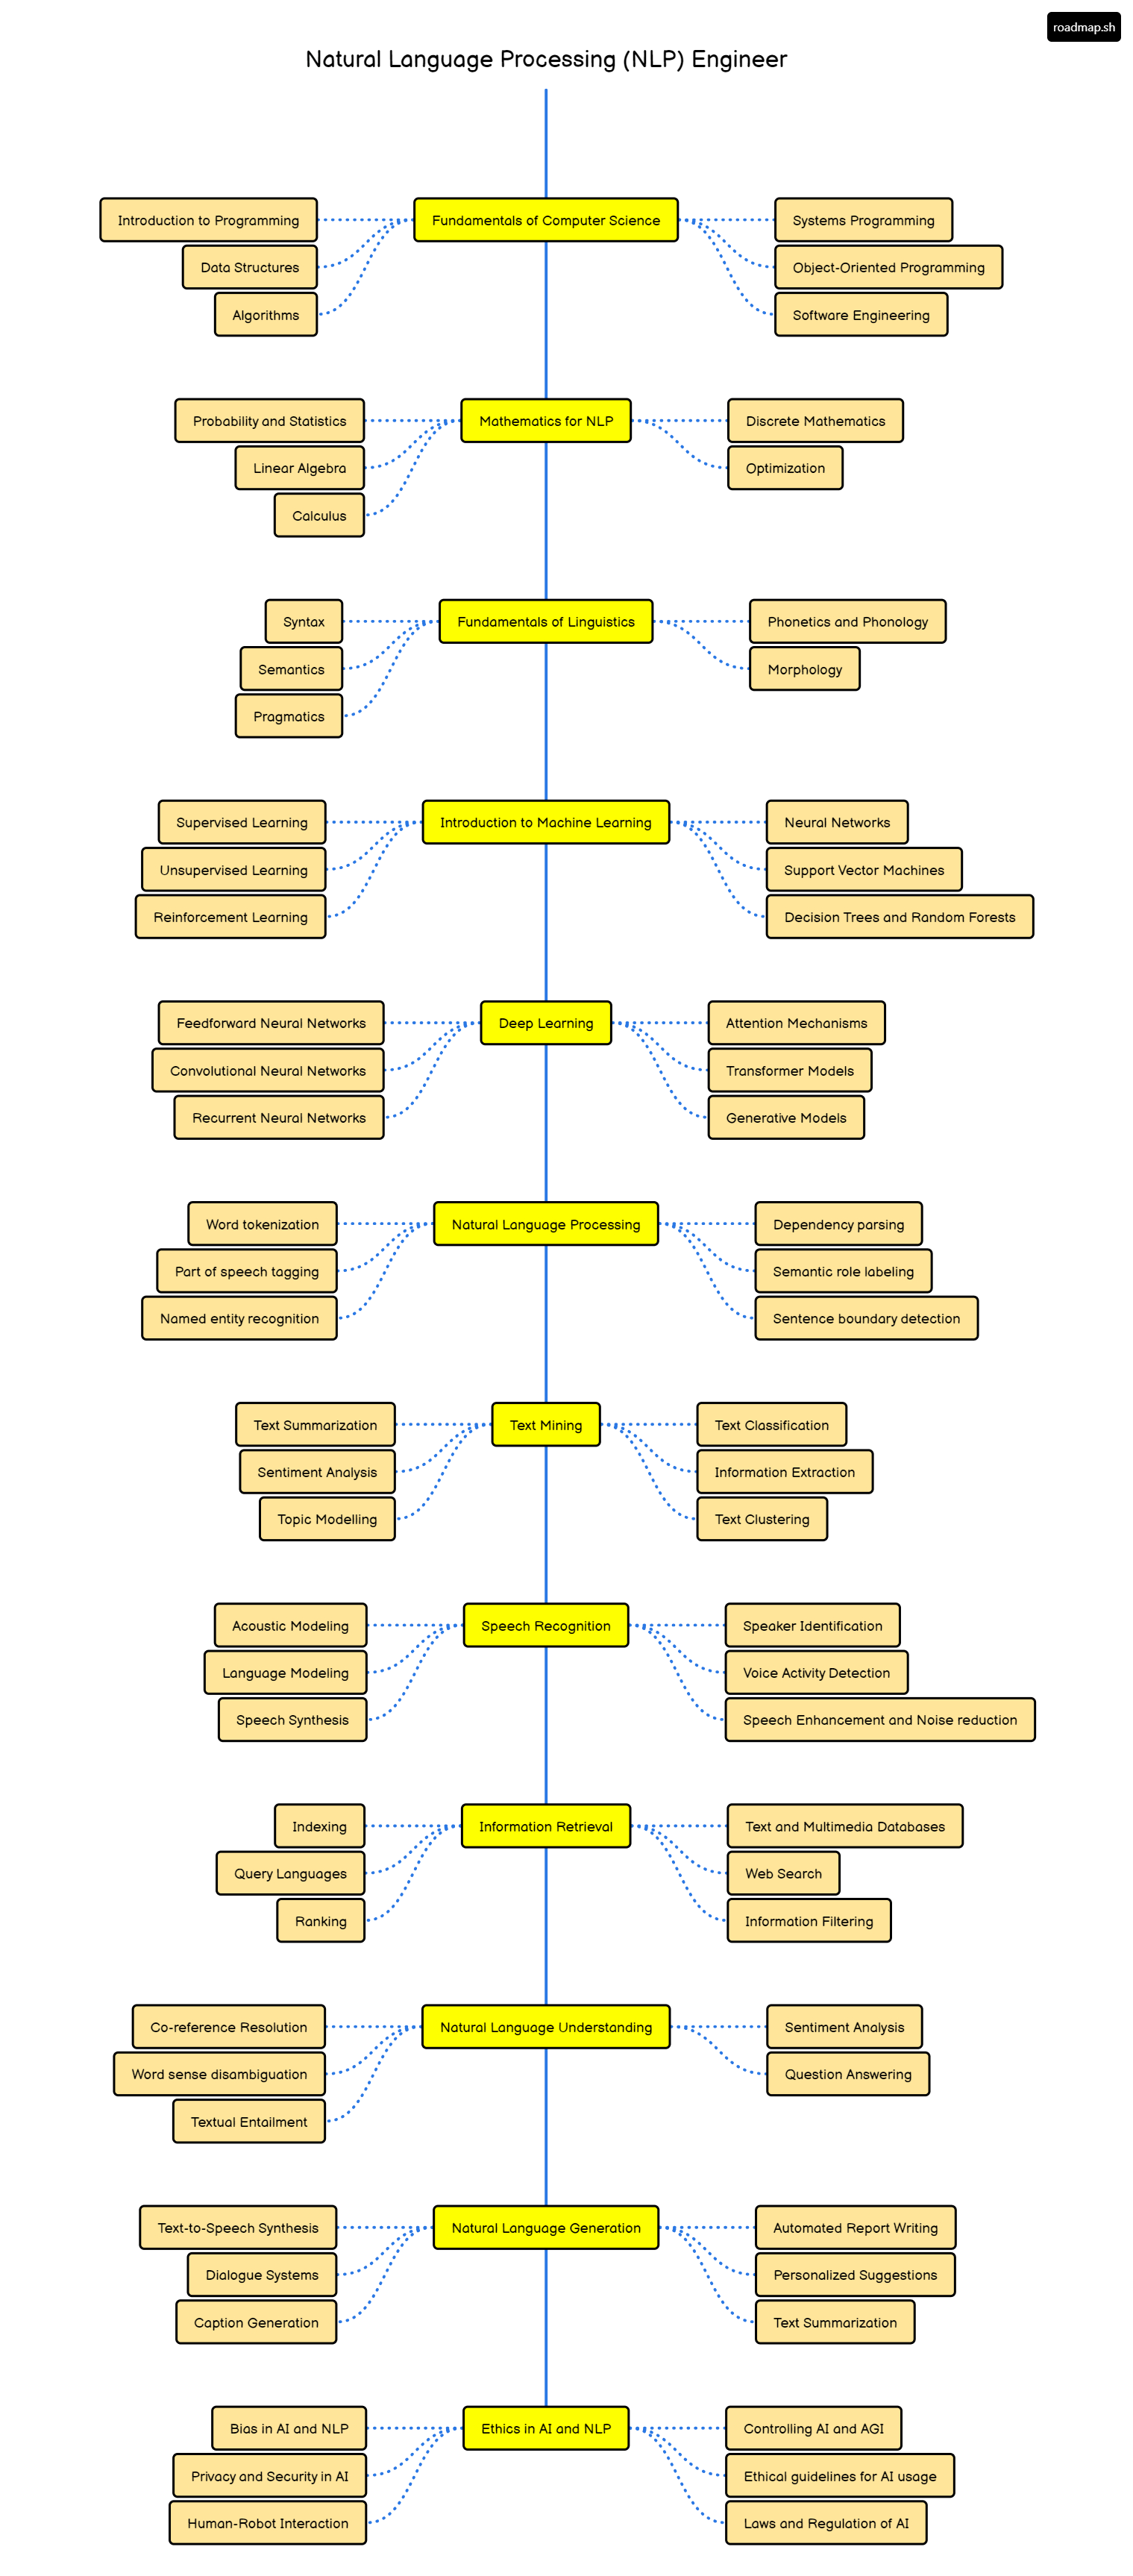 roadmap.sh
Natural Language Processing (NLP) Engineer
Introduction to Programming
Fundamentals of Computer Science
Systems Programming
Data Structures
Object-Oriented Programming
Algorithms
Software Engineering
Probability and Statistics
Mathematics for NLP
Discrete Mathematics
Linear Algebra
Optimization
Calculus
Syntax
Fundamentals of Linguistics
Phonetics and Phonology
Semantics
Morphology
Pragmatics
Supervised Learning
Introduction to Machine Learning
Neural Networks
Unsupervised Learning
Support Vector Machines
Reinforcement Learning
Decision Trees and Random Forests
Feedforward Neural Networks
Deep Learning
Attention Mechanisms
Convolutional Neural Networks
Transformer Models
Recurrent Neural Networks
Generative Models
Word tokenization
Natural Language Processing
Dependency parsing
Part of speech tagging
Semantic role labeling
Named entity recognition
Sentence boundary detection
Text Summarization
Text Mining
Text Classification
Sentiment Analysis
Information Extraction
Topic Modelling
Text Clustering
Acoustic Modeling
Speech Recognition
Speaker Identification
Language Modeling
Voice Activity Detection
Speech Synthesis
Speech Enhancement and Noise reduction
Indexing
Information Retrieval
Text and Multimedia Databases
Query Languages
Web Search
Ranking
Information Filtering
Co-reference Resolution
Natural Language Understanding
Sentiment Analysis
Word sense disambiguation
Question Answering
Textual Entailment
Text-to-Speech Synthesis
Natural Language Generation
Automated Report Writing
Dialogue Systems
Personalized Suggestions
Caption Generation
Text Summarization
Bias in AI and NLP
Ethics in AI and NLP
Controlling AI and AGI
Privacy and Security in AI
Ethical guidelines for AI usage
Human-Robot Interaction
Laws and Regulation of AI